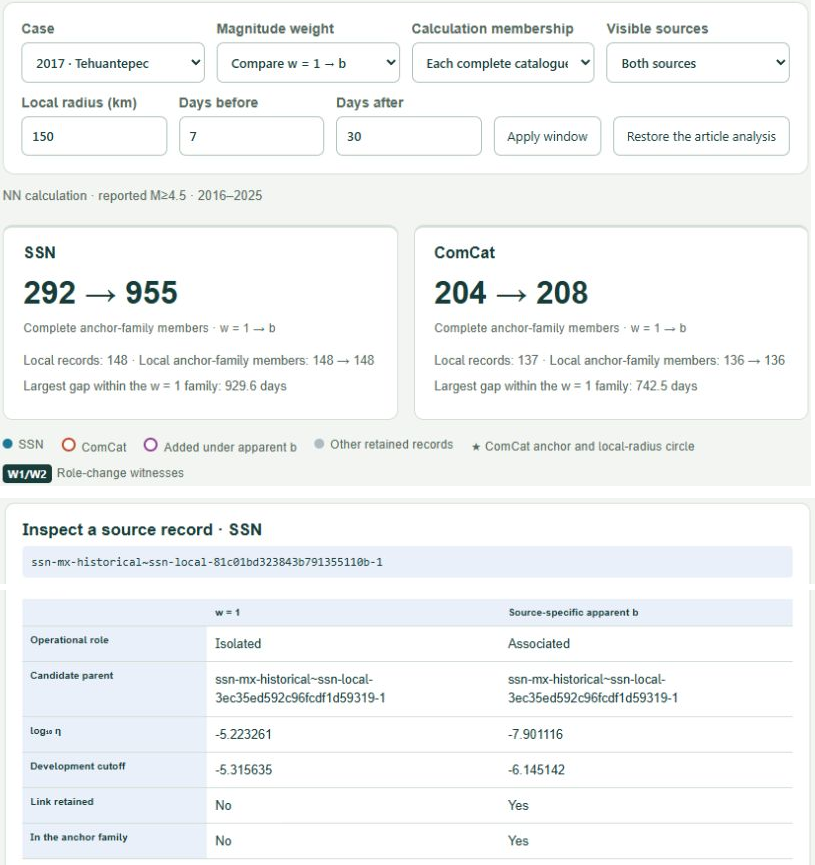 Case
Magnitude weight
Calculation membership
Visible sources
2017 · Tehuantepec
Compare w = 1 → b
Each complete catalogue
Both sources
Local radius (km)
Days before
Days after
150
7
30
Apply window
Restore the article analysis
NN calculation · reported M≥4.5 · 2016–2025
SSN
292 → 955
Complete anchor-family members · w = 1 → b
Local records: 148 · Local anchor-family members: 148 → 148
Largest gap within the w = 1 family: 929.6 days
ComCat
204 → 208
Complete anchor-family members · w = 1 → b
Local records: 137 · Local anchor-family members: 136 → 136
Largest gap within the w = 1 family: 742.5 days
SSN
ComCat
Added under apparent b
Other retained records
★ ComCat anchor and local-radius circle
W1/W2 Role-change witnesses
Inspect a source record · SSN
ssn-mx-historical~ssn-local-81c01bd323843b791355110b-1
w = 1
Source-specific apparent b
Operational role
Isolated
Associated
Candidate parent
ssn-mx-historical~ssn-local-
3ec35ed592c96fcdf1d59319-1
ssn-mx-historical~ssn-local-
3ec35ed592c96fcdf1d59319-1
log₁₀ η
-5.223261
-7.901116
Development cutoff
-5.315635
-6.145142
Link retained
No
Yes
In the anchor family
No
Yes